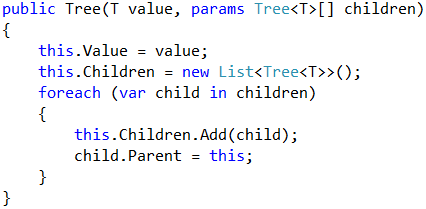 public Tree(T value, params Tree<T>[] children)
{
    this.Value = value;
    this.Children = new List<Tree<T>>();
    foreach (var child in children)
    {
        this.Children.Add(child);
        child.Parent = this;
    }
}